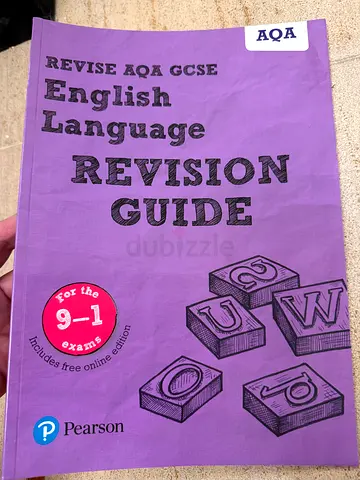 AQA
REVISE AQA GCSE
English
Language
REVISION
GUIDE
dubizzle
For the
9–1
exams
Includes free online edition
S
U
W
O
P
Pearson